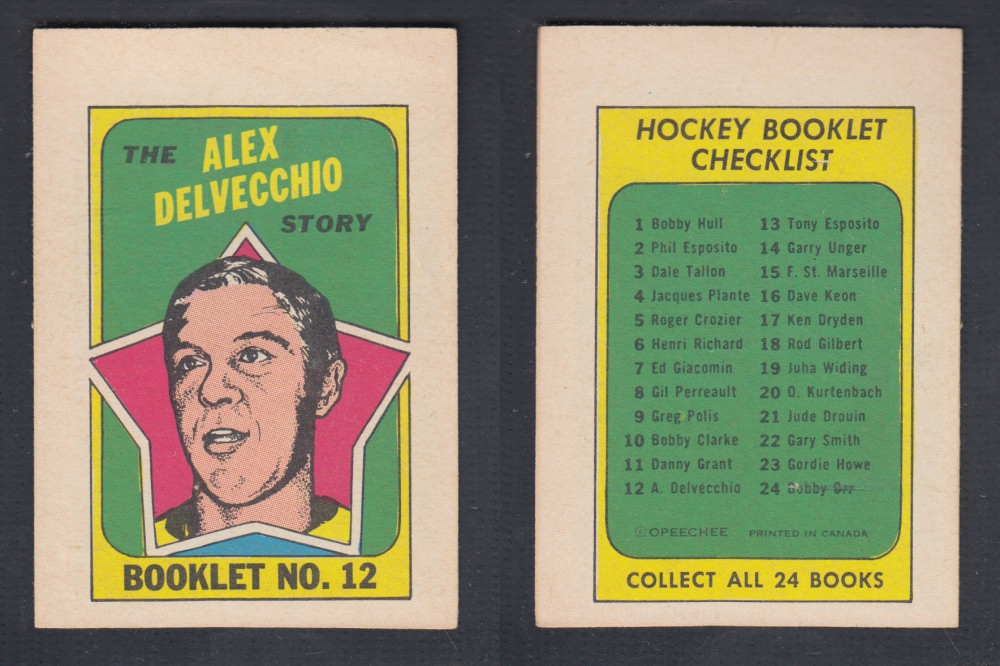 THE ALEX
DELVECCHIO
STORY
BOOKLET NO. 12
HOCKEY BOOKLET
CHECKLIST
1 Bobby Hull 13 Tony Esposito
2 Phil Esposito 14 Garry Unger
3 Dale Tallon 15 F. St. Marseille
4 Jacques Plante 16 Dave Keon
5 Roger Crozier 17 Ken Dryden
6 Henri Richard 18 Rod Gilbert
7 Ed Giacomin 19 Juha Widing
8 Gil Perreault 20 O. Kurtenbach
9 Greg Polis 21 Jude Drouin
10 Bobby Clarke 22 Gary Smith
11 Danny Grant 23 Gordie Howe
12 A. Delvecchio 24 Bobby Orr
© OPEECHEE PRINTED IN CANADA
COLLECT ALL 24 BOOKS